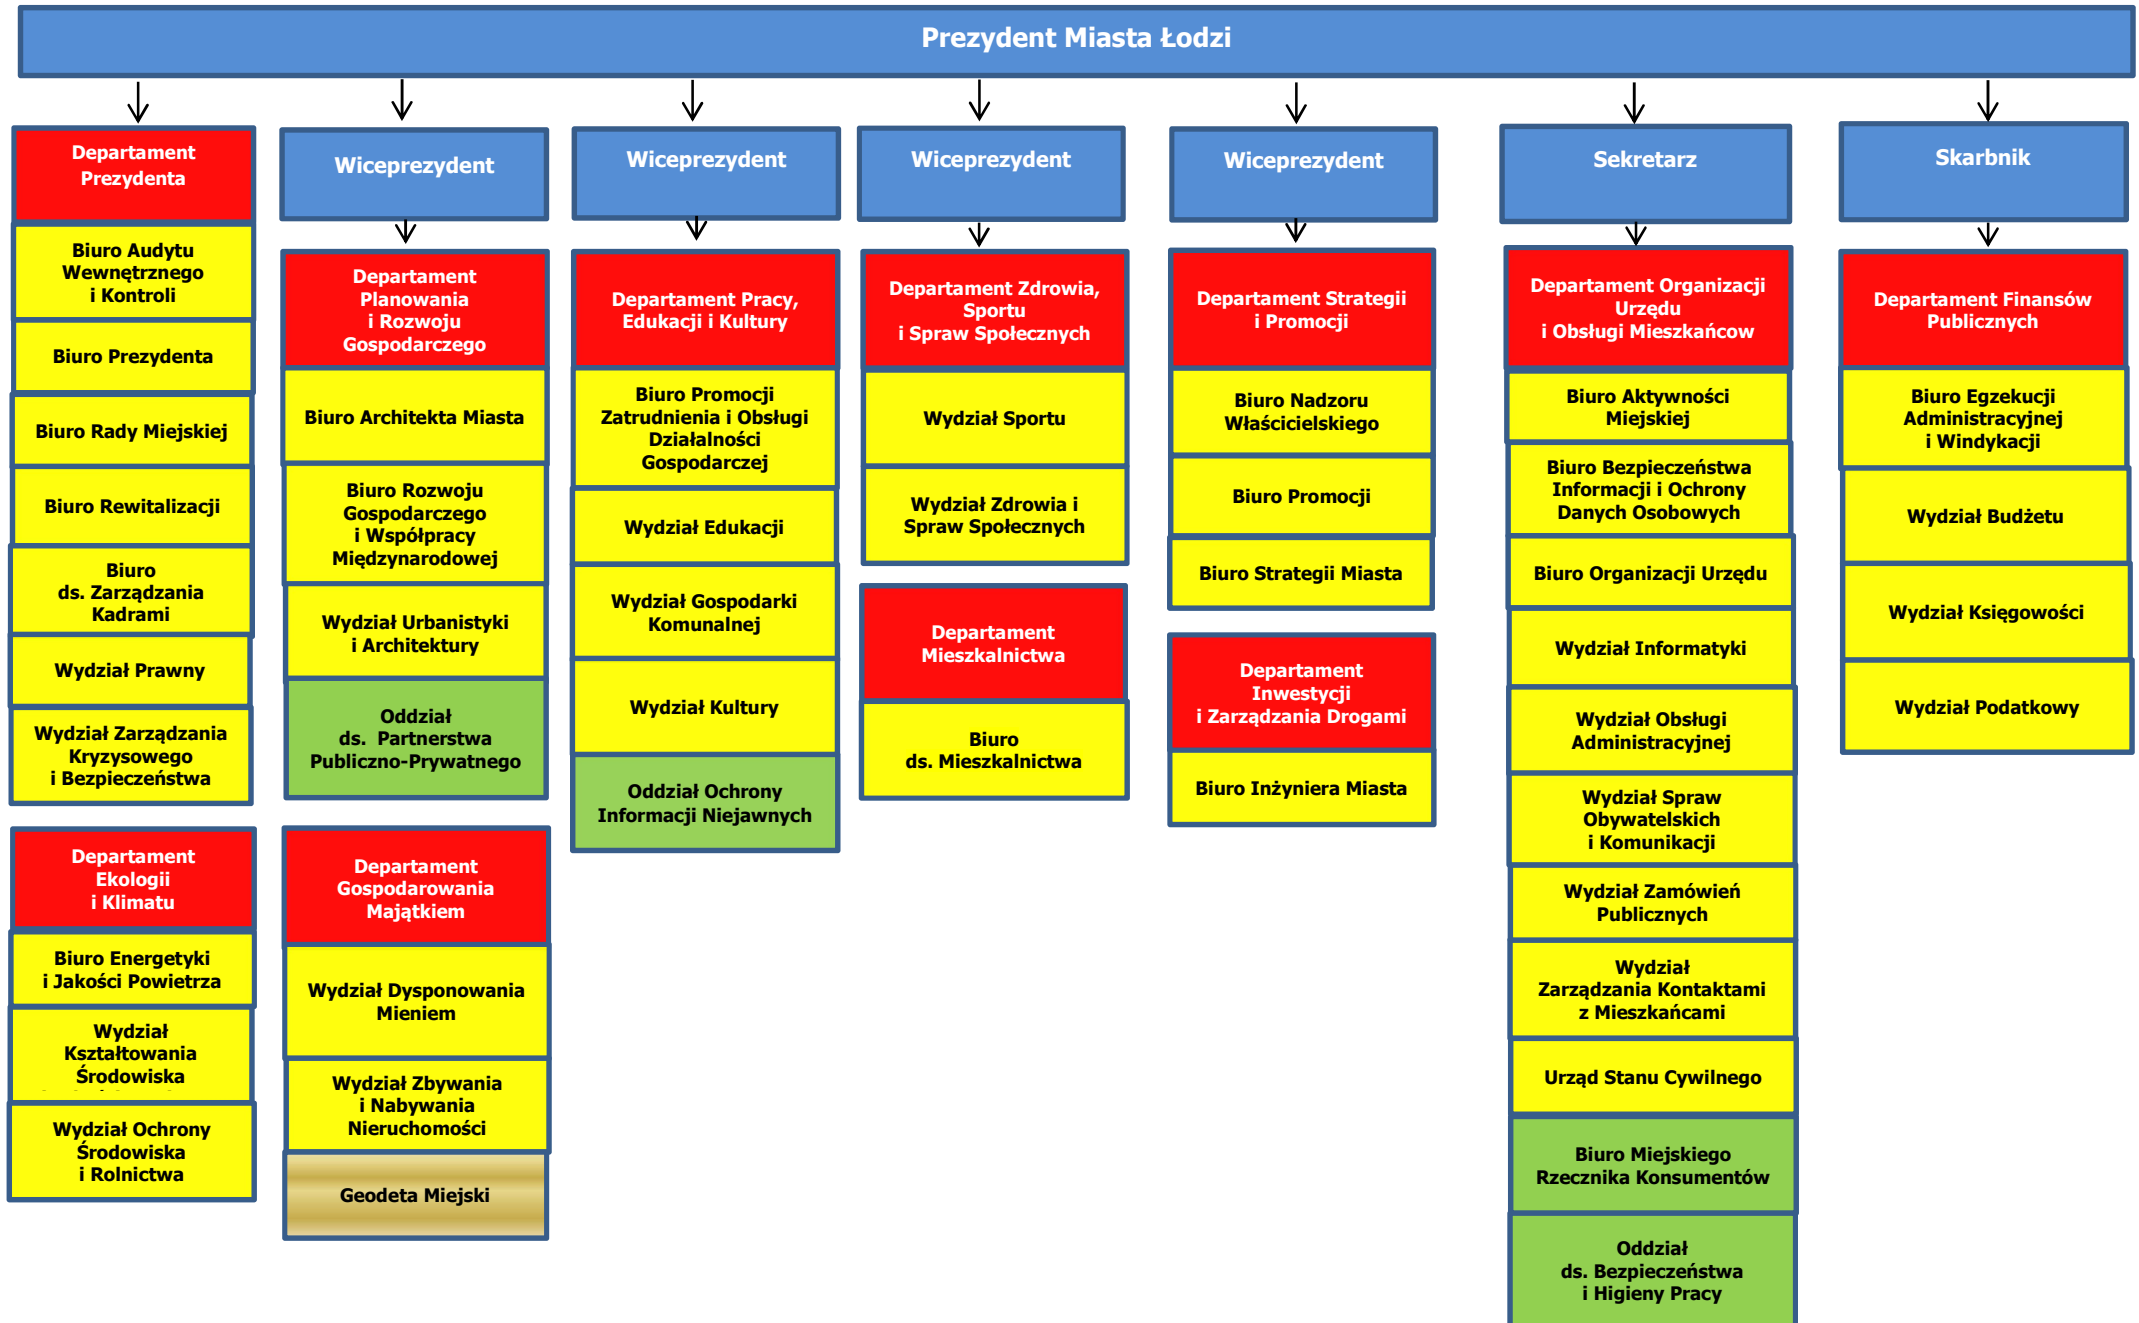 Prezydent Miasta Łodzi
Departament
Prezydenta
Biuro Audytu
Wewnętrznego
i Kontroli
Biuro Prezydenta
Biuro Rady Miejskiej
Biuro Rewitalizacji
Biuro
ds. Zarządzania
Kadrami
Wydział Prawny
Wydział Zarządzania
Kryzysowego
i Bezpieczeństwa
Departament
Ekologii
i Klimatu
Biuro Energetyki
i Jakości Powietrza
Wydział
Kształtowania
Środowiska
Wydział Ochrony
Środowiska
i Rolnictwa
Wiceprezydent
Departament
Planowania
i Rozwoju
Gospodarczego
Biuro Architekta Miasta
Biuro Rozwoju
Gospodarczego
i Współpracy
Międzynarodowej
Wydział Urbanistyki
i Architektury
Oddział
ds. Partnerstwa
Publiczno-Prywatnego
Departament
Gospodarowania
Majątkiem
Wydział Dysponowania
Mieniem
Wydział Zbywania
i Nabywania
Nieruchomości
Geodeta Miejski
Wiceprezydent
Departament Pracy,
Edukacji i Kultury
Biuro Promocji
Zatrudnienia i Obsługi
Działalności
Gospodarczej
Wydział Edukacji
Wydział Gospodarki
Komunalnej
Wydział Kultury
Oddział Ochrony
Informacji Niejawnych
Wiceprezydent
Departament Zdrowia,
Sportu
i Spraw Społecznych
Wydział Sportu
Wydział Zdrowia i
Spraw Społecznych
Departament
Mieszkalnictwa
Biuro
ds. Mieszkalnictwa
Wiceprezydent
Departament Strategii
i Promocji
Biuro Nadzoru
Właścicielskiego
Biuro Promocji
Biuro Strategii Miasta
Departament
Inwestycji
i Zarządzania Drogami
Biuro Inżyniera Miasta
Sekretarz
Departament Organizacji
Urzędu
i Obsługi Mieszkańcow
Biuro Aktywności
Miejskiej
Biuro Bezpieczeństwa
Informacji i Ochrony
Danych Osobowych
Biuro Organizacji Urzędu
Wydział Informatyki
Wydział Obsługi
Administracyjnej
Wydział Spraw
Obywatelskich
i Komunikacji
Wydział Zamówień
Publicznych
Wydział
Zarządzania Kontaktami
z Mieszkańcami
Urząd Stanu Cywilnego
Biuro Miejskiego
Rzecznika Konsumentów
Oddział
ds. Bezpieczeństwa
i Higieny Pracy
Skarbnik
Departament Finansów
Publicznych
Biuro Egzekucji
Administracyjnej
i Windykacji
Wydział Budżetu
Wydział Księgowości
Wydział Podatkowy